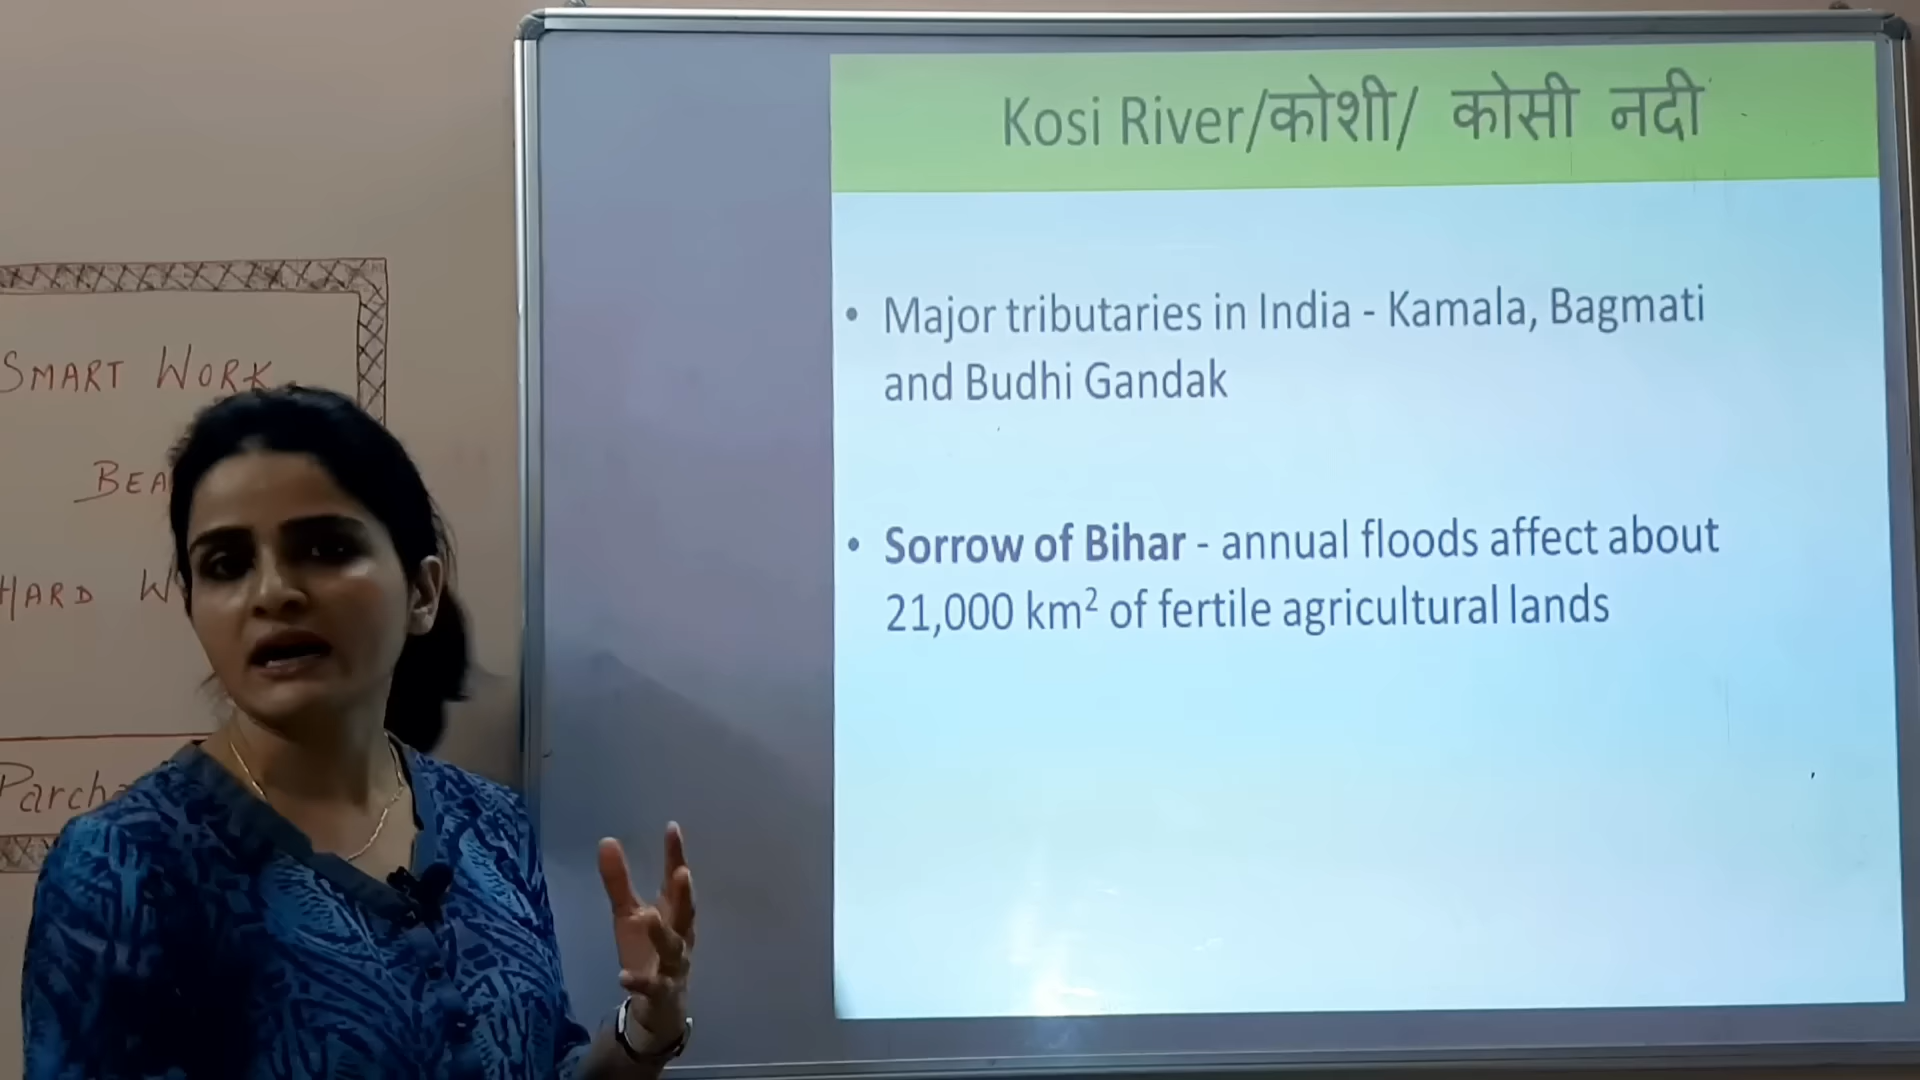 Kosi River/कोशी/ कोसी नदी
• Major tributaries in India - Kamala, Bagmati
and Budhi Gandak
• Sorrow of Bihar - annual floods affect about
21,000 km² of fertile agricultural lands
SMART WORK
HARD